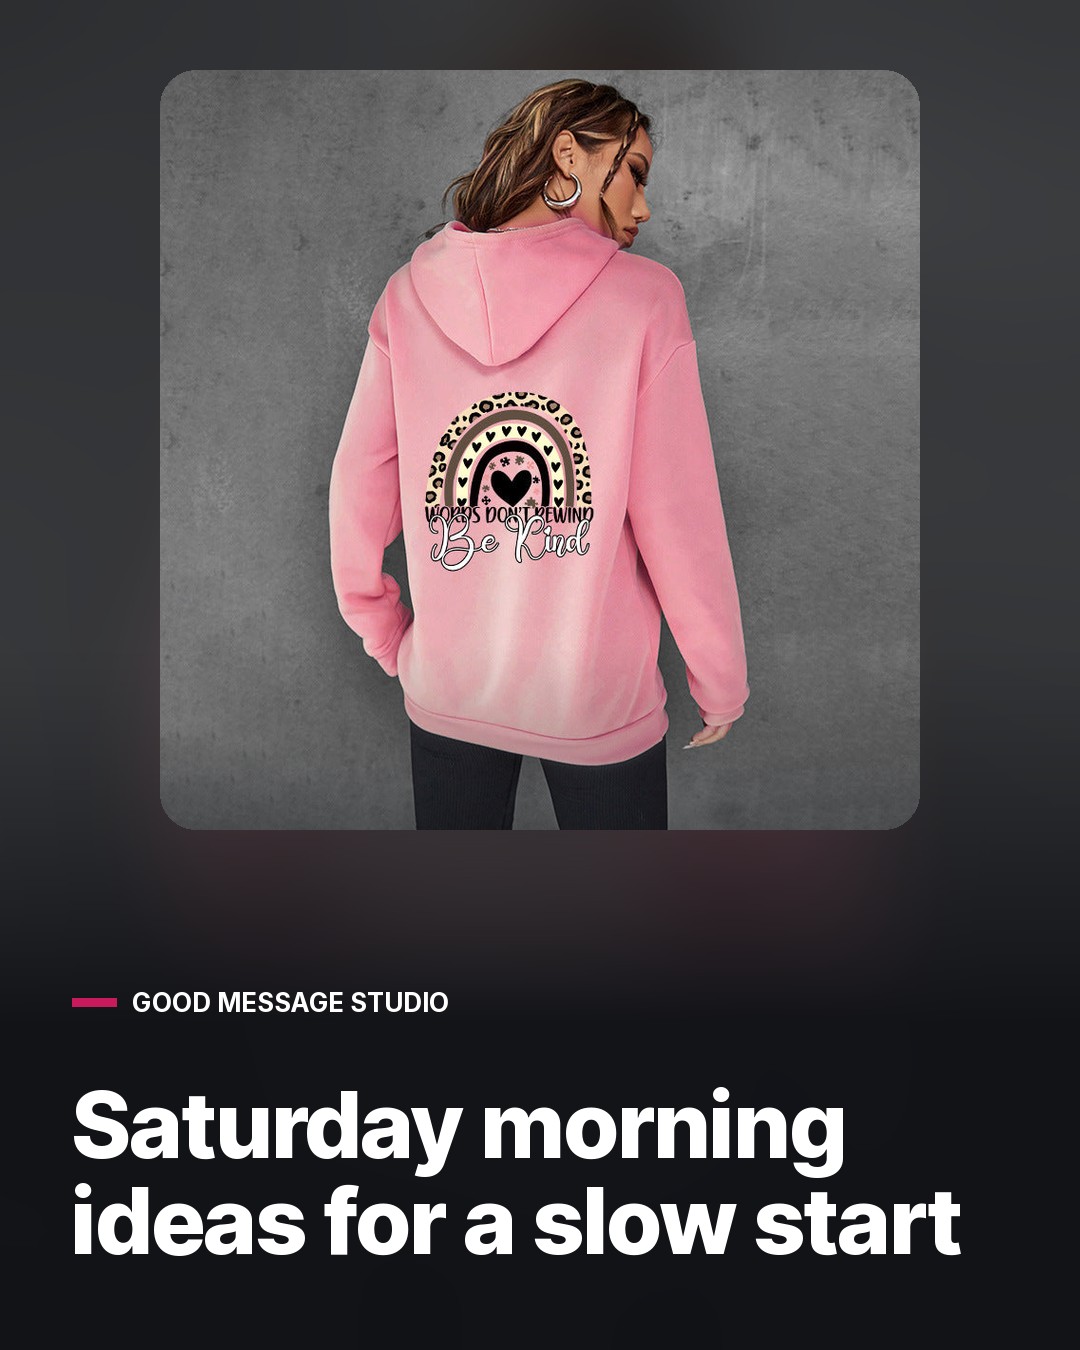 WORDS DON'T REWIND
Be Kind
GOOD MESSAGE STUDIO
Saturday morning
ideas for a slow start